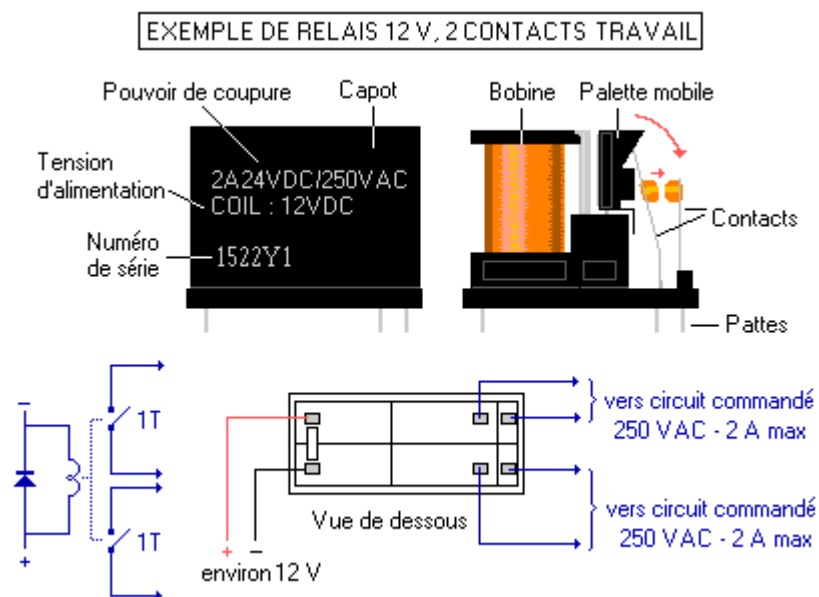 EXEMPLE DE RELAIS 12 V, 2 CONTACTS TRAVAIL
Pouvoir de coupure
Capot
Bobine
Palette mobile
Tension
d'alimentation
2A24VDC/250VAC
COIL : 12VDC
Contacts
Numéro
de série
1522Y1
Pattes
−
1T
1T
+
vers circuit commandé
250 VAC - 2 A max
vers circuit commandé
250 VAC - 2 A max
Vue de dessous
+ −
environ 12 V